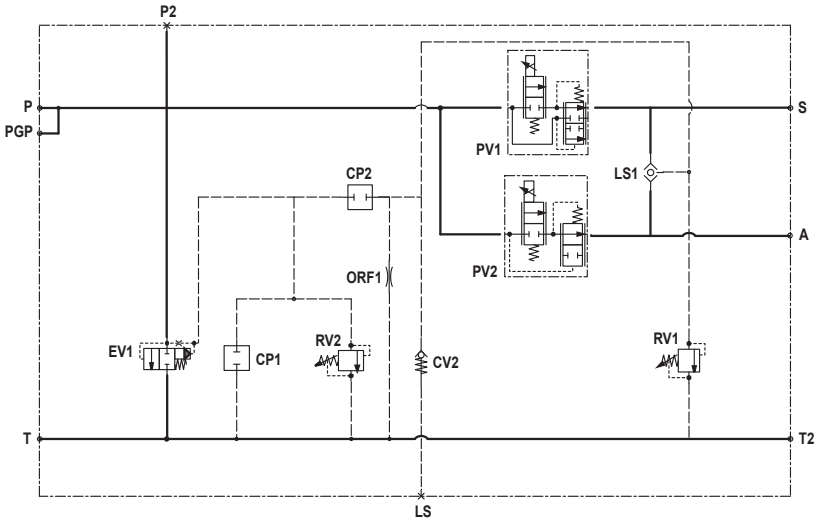 P2
P
S
PGP
PV1
CP2
LS1
A
PV2
ORF1
EV1
CP1
RV2
CV2
RV1
T
T2
LS